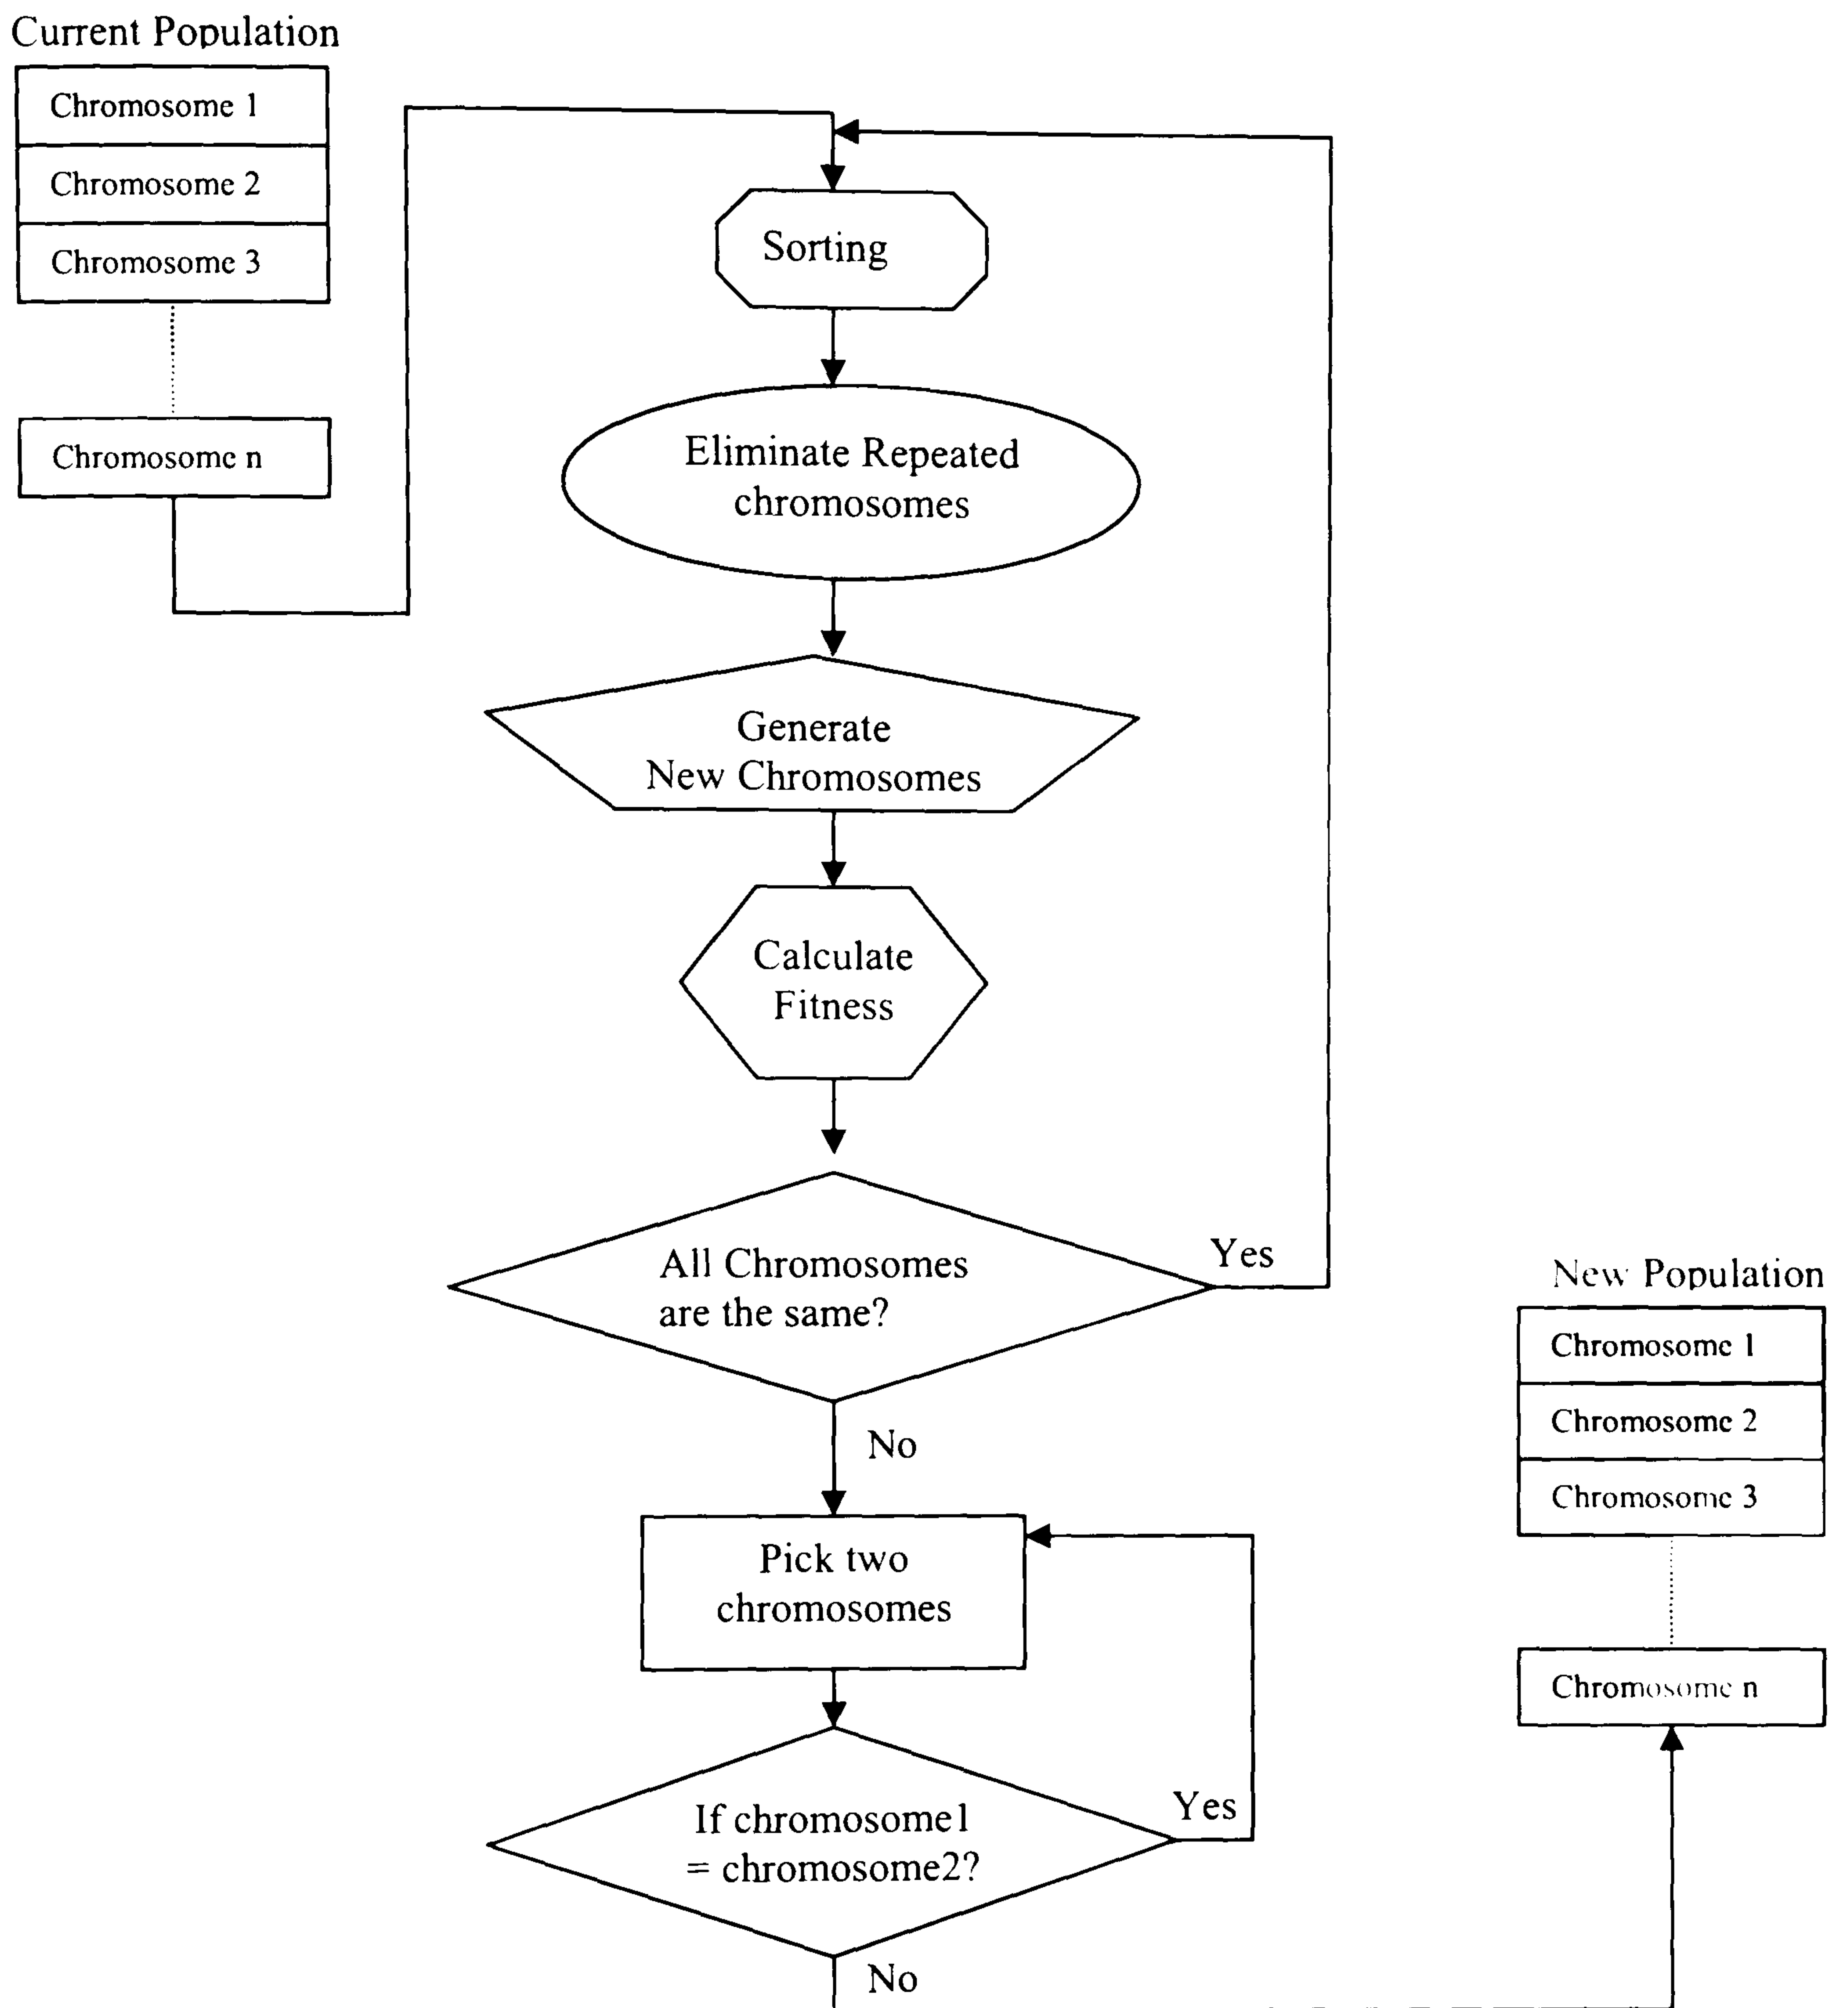 Current Population
Chromosome 1
Chromosome 2
Chromosome 3
Chromosome n
Sorting
Eliminate Repeated
chromosomes
Generate
New Chromosomes
Calculate
Fitness
All Chromosomes
are the same?
Yes
No
Pick two
chromosomes
If chromosome1
= chromosome2?
Yes
No
New Population
Chromosome 1
Chromosome 2
Chromosome 3
Chromosome n